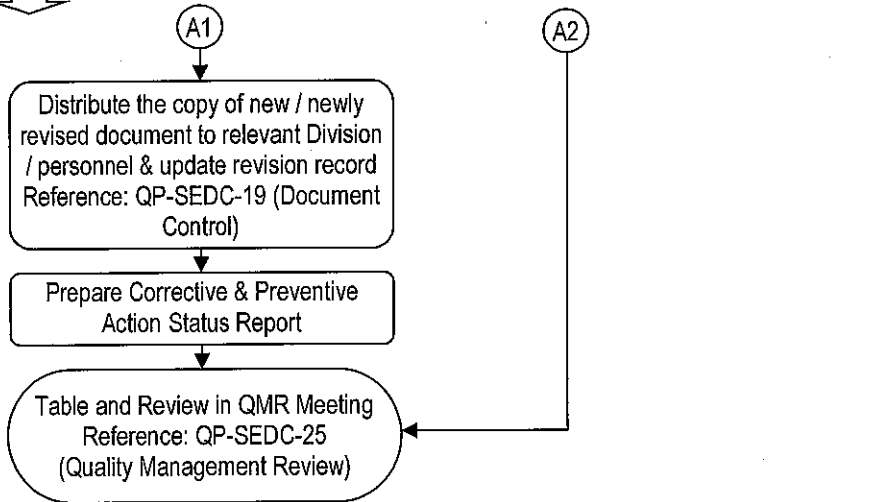 A1
A2
Distribute the copy of new / newly
revised document to relevant Division
/ personnel & update revision record
Reference: QP-SEDC-19 (Document
Control)
Prepare Corrective & Preventive
Action Status Report
Table and Review in QMR Meeting
Reference: QP-SEDC-25
(Quality Management Review)